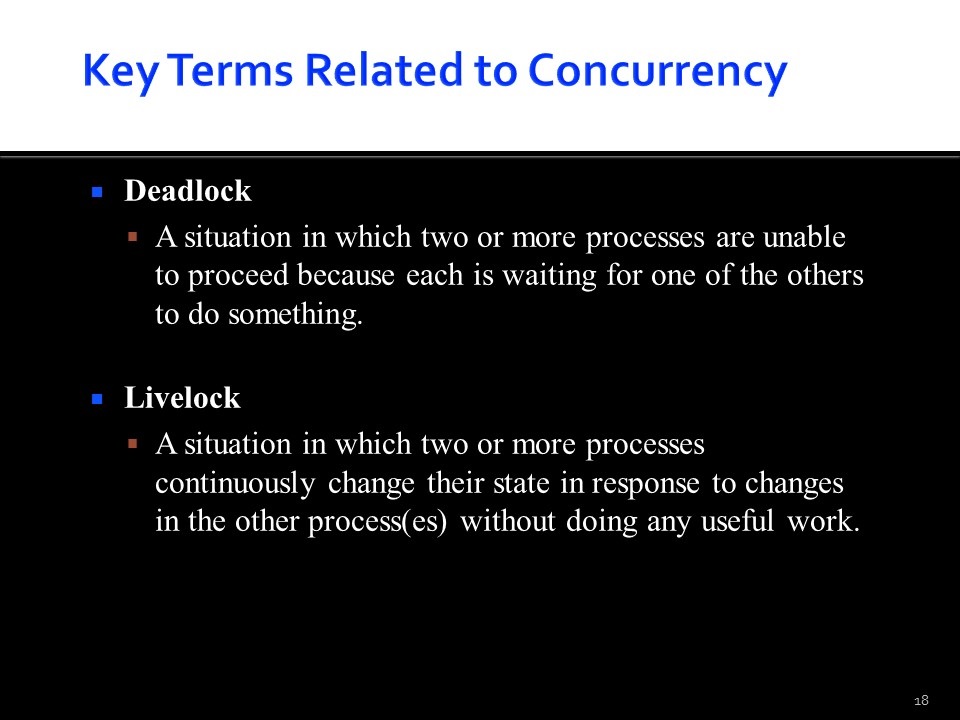 Key Terms Related to Concurrency
Deadlock
A situation in which two or more processes are unable
to proceed because each is waiting for one of the others
to do something.
Livelock
A situation in which two or more processes
continuously change their state in response to changes
in the other process(es) without doing any useful work.
18